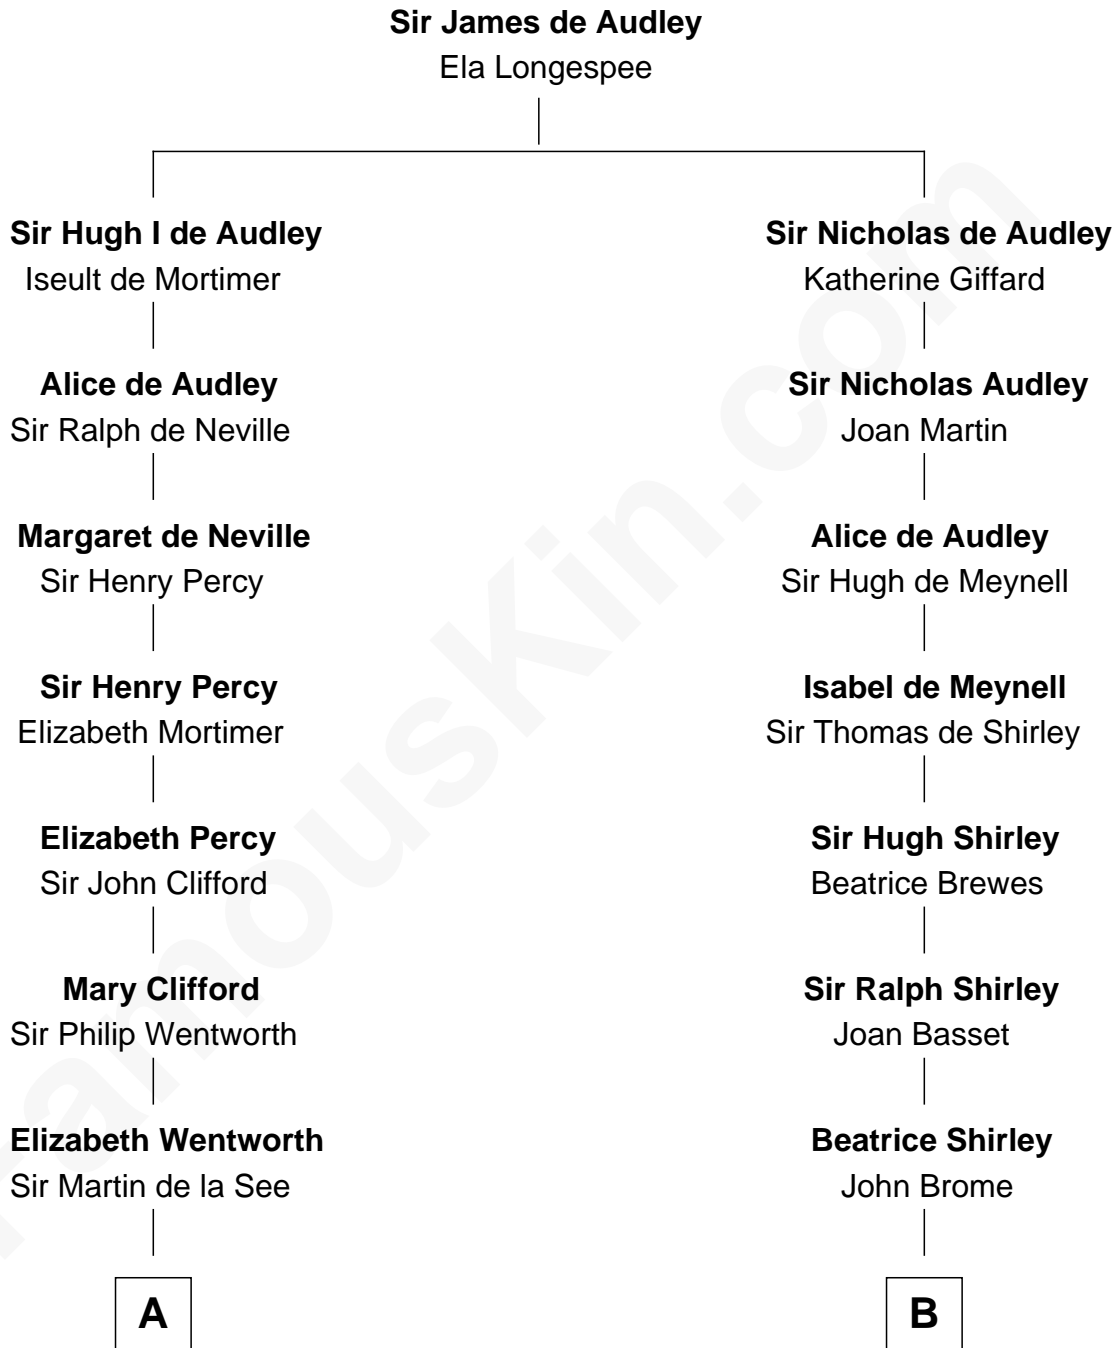 Sir James de Audley
Ela Longespee
Sir Hugh I de Audley
Iseult de Mortimer
Sir Nicholas de Audley
Katherine Giffard
Alice de Audley
Sir Ralph de Neville
Sir Nicholas Audley
Joan Martin
Margaret de Neville
Sir Henry Percy
Alice de Audley
Sir Hugh de Meynell
Sir Henry Percy
Elizabeth Mortimer
Isabel de Meynell
Sir Thomas de Shirley
Elizabeth Percy
Sir John Clifford
Sir Hugh Shirley
Beatrice Brewes
Mary Clifford
Sir Philip Wentworth
Sir Ralph Shirley
Joan Basset
Elizabeth Wentworth
Sir Martin de la See
Beatrice Shirley
John Brome
A
B
FamousKin.com